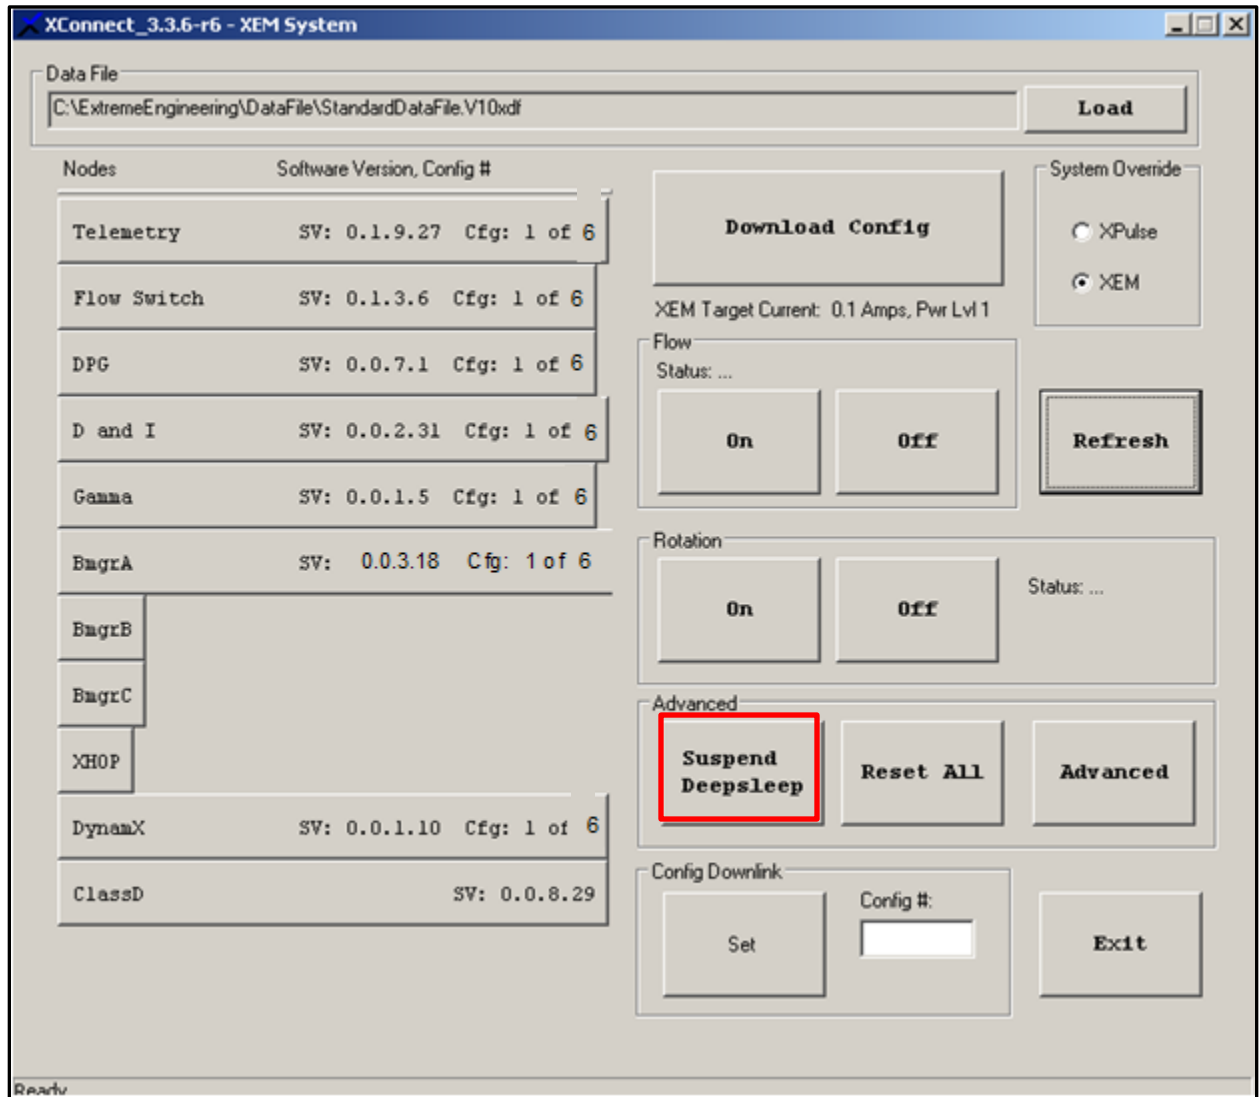 XConnect_3.3.6-r6 - XEM System
Data File
C:\ExtremeEngineering\DataFile\StandardDataFile.V10xdf
Load
Nodes Software Version, Config #
Telemetry SV: 0.1.9.27 Cfg: 1 of 6
Flow Switch SV: 0.1.3.6 Cfg: 1 of 6
DPG SV: 0.0.7.1 Cfg: 1 of 6
D and I SV: 0.0.2.31 Cfg: 1 of 6
Gamma SV: 0.0.1.5 Cfg: 1 of 6
BmgrA SV: 0.0.3.18 Cfg: 1 of 6
BmgrB
BmgrC
XHOP
DynamX SV: 0.0.1.10 Cfg: 1 of 6
ClassD SV: 0.0.8.29
Download Config
XEM Target Current: 0.1 Amps, Pwr Lvl 1
System Override
XPulse
XEM
Flow
Status: ...
On Off
Refresh
Rotation
On Off
Status: ...
Advanced
Suspend
Deepsleep
Reset All
Advanced
Config Downlink
Set
Config #:
Exit
Ready